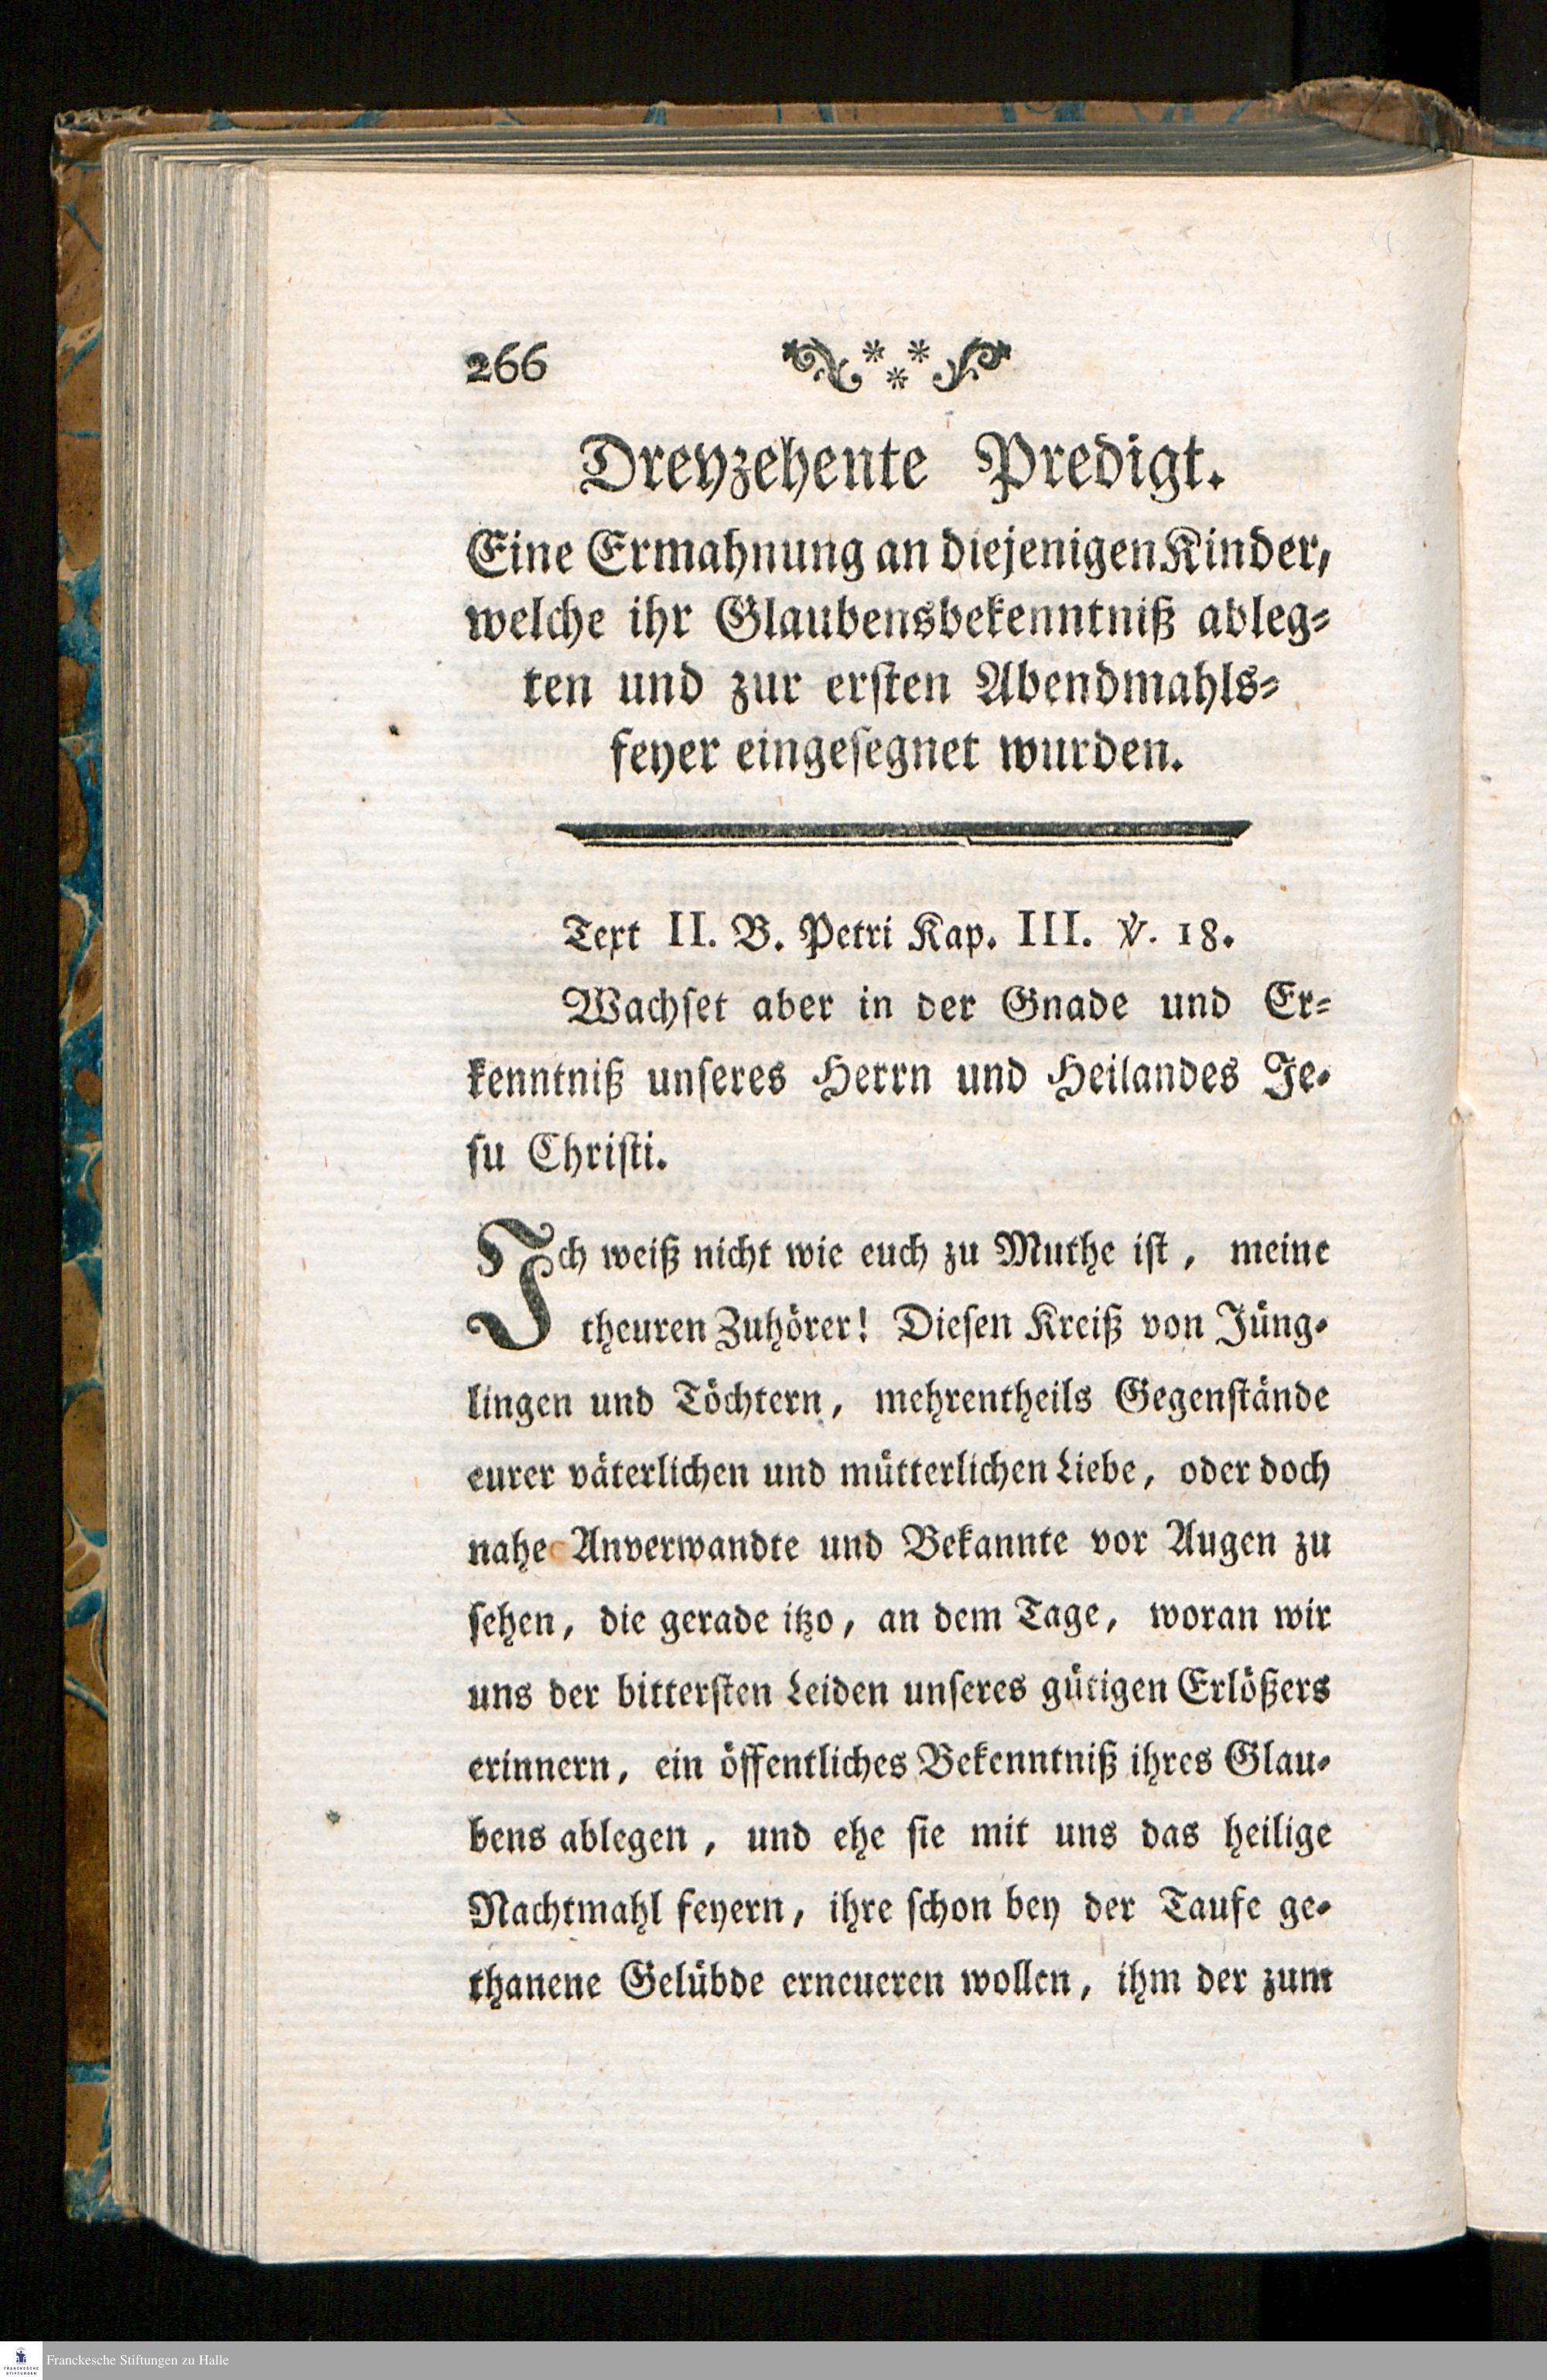 266
Dreyzehente Predigt.
Eine Ermahnung an diejenigen Kinder,
welche ihr Glaubensbekenntniß ableg⸗
ten und zur ersten Abendmahls⸗
feyer eingesegnet wurden.
Text II. B. Petri Kap. III. ℣. 18.
Wachset aber in der Gnade und Er⸗
kenntniß unseres Herrn und Heilandes Je⸗
su Christi.
Ich weiß nicht wie euch zu Muthe ist, meine
theuren Zuhörer! Diesen Kreiß von Jüng⸗
lingen und Töchtern, mehrentheils Gegenstände
eurer väterlichen und mütterlichen Liebe, oder doch
nahe Anverwandte und Bekannte vor Augen zu
sehen, die gerade itzo, an dem Tage, woran wir
uns der bittersten Leiden unseres gütigen Erlößers
erinnern, ein öffentliches Bekenntniß ihres Glau⸗
bens ablegen, und ehe sie mit uns das heilige
Nachtmahl feyern, ihre schon bey der Taufe ge⸗
thanene Gelübde erneueren wollen, ihm der zum
FRANCKESCHE
STIFTUNGEN
Franckesche Stiftungen zu Halle